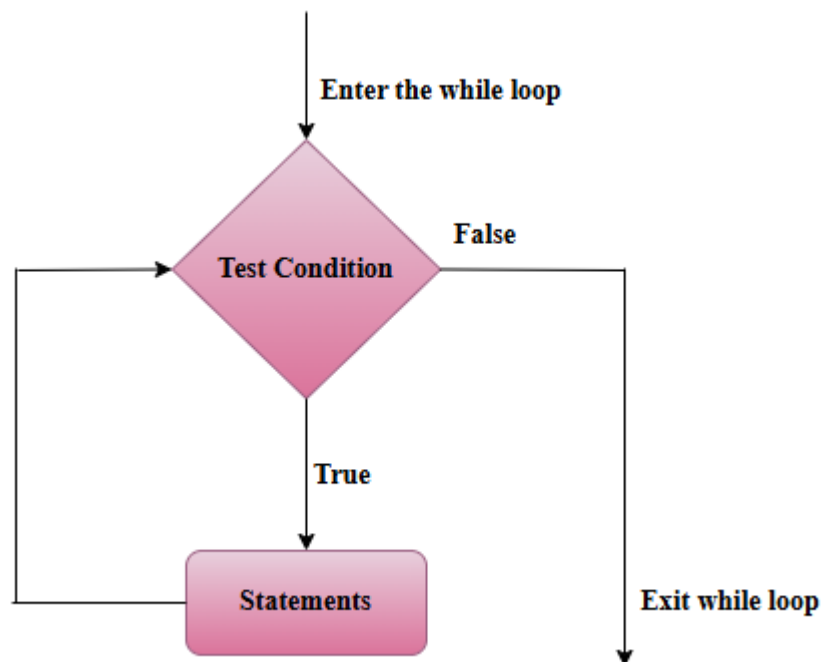 Enter the while loop
False
Test Condition
True
Statements
Exit while loop